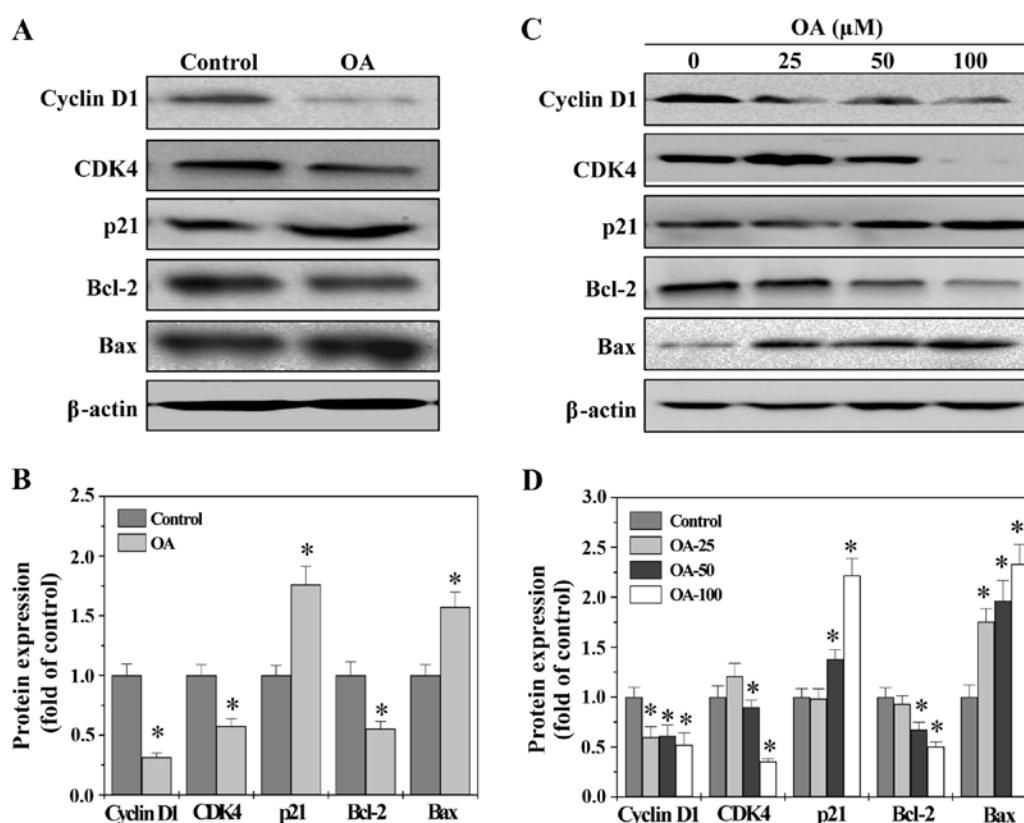 A
Control OA
Cyclin D1
CDK4
p21
Bcl-2
Bax
β-actin
B
2.5
2.0
1.5
1.0
0.5
0.0
Protein expression
(fold of control)
Control
OA
*
*
*
*
*
Cyclin D1 CDK4 p21 Bcl-2 Bax
C
OA (μM)
0 25 50 100
Cyclin D1
CDK4
p21
Bcl-2
Bax
β-actin
D
3.0
2.5
2.0
1.5
1.0
0.5
0.0
Protein expression
(fold of control)
Control
OA-25
OA-50
OA-100
* * *
* *
* *
* *
* * *
Cyclin D1 CDK4 p21 Bcl-2 Bax